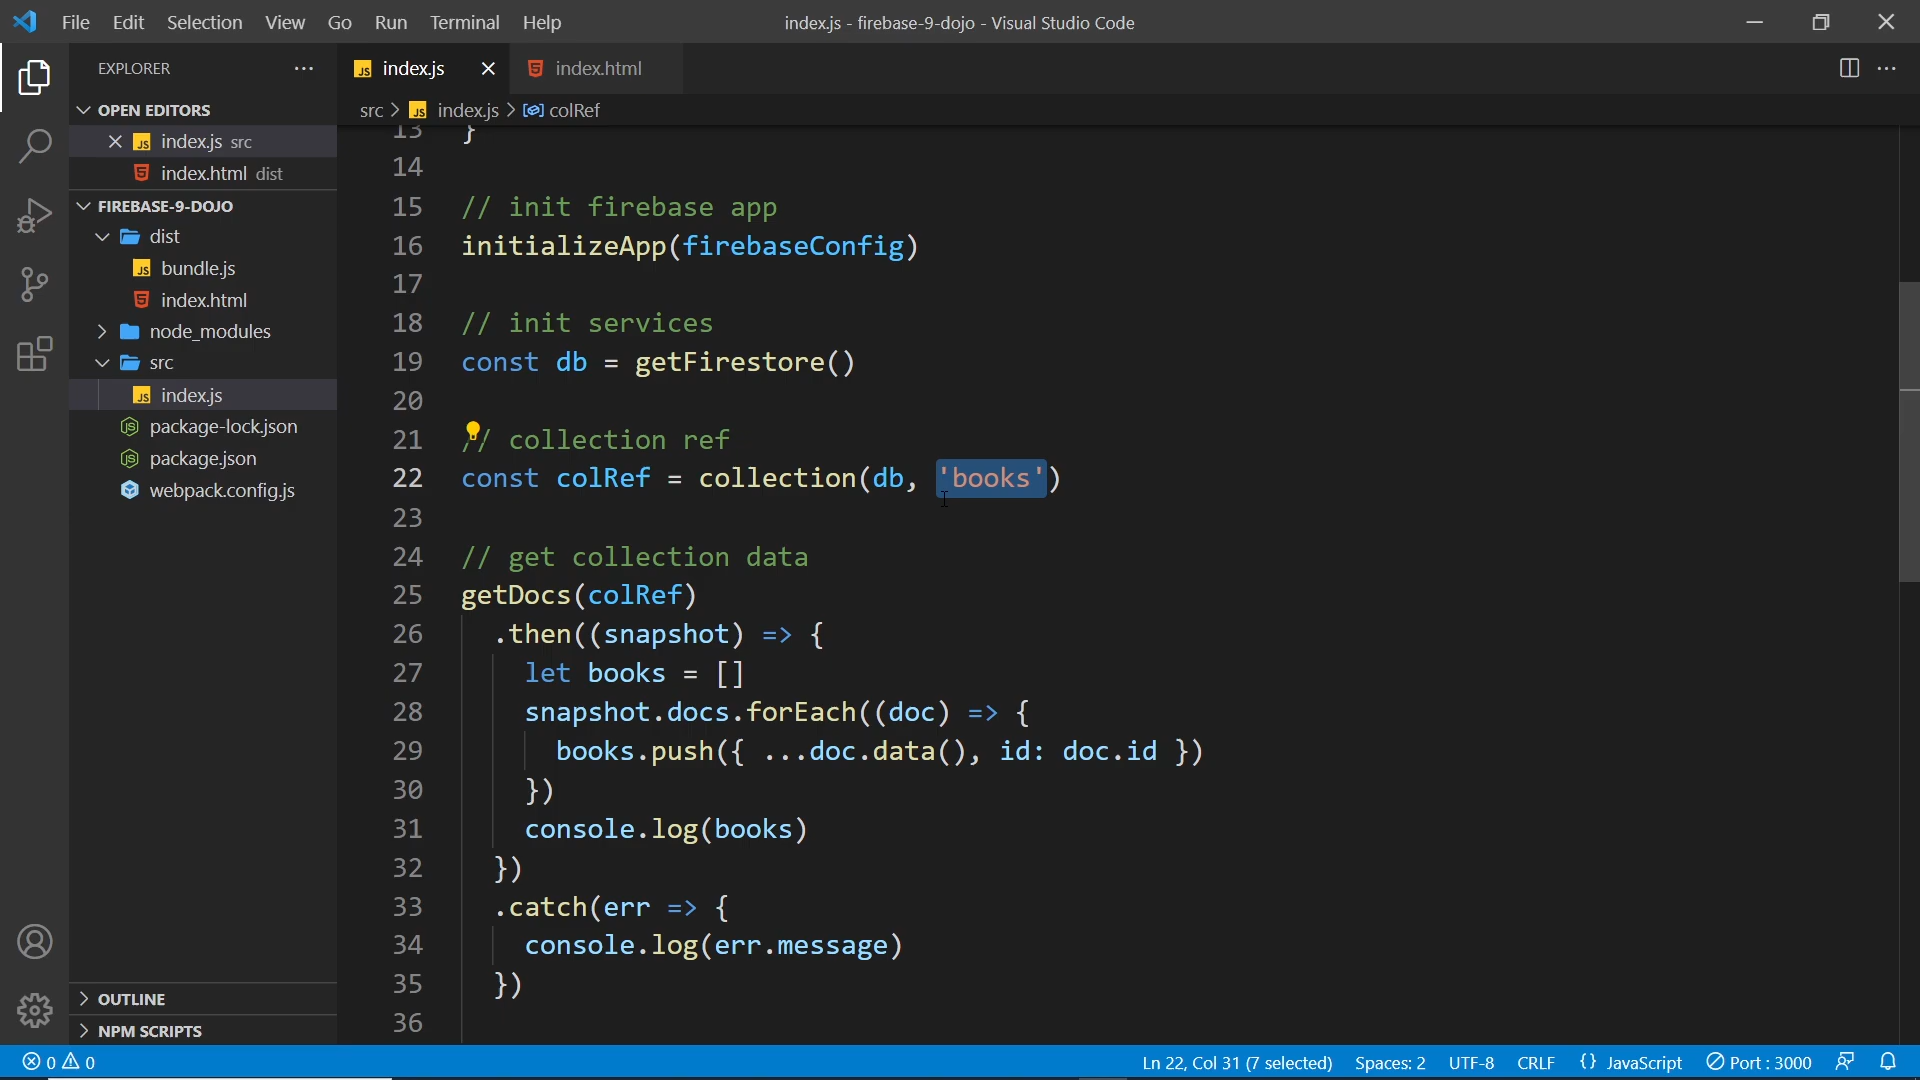 File Edit Selection View Go Run Terminal Help
index.js - firebase-9-dojo - Visual Studio Code
EXPLORER
OPEN EDITORS
index.js src
index.html dist
FIREBASE-9-DOJO
dist
bundle.js
index.html
node_modules
src
index.js
package-lock.json
package.json
webpack.config.js
OUTLINE
NPM SCRIPTS
index.js
index.html
src > index.js > colRef
13 }
14
15 // init firebase app
16 initializeApp(firebaseConfig)
17
18 // init services
19 const db = getFirestore()
20
21 // collection ref
22 const colRef = collection(db, 'books')
23
24 // get collection data
25 getDocs(colRef)
26 .then((snapshot) => {
27 let books = []
28 snapshot.docs.forEach((doc) => {
29 books.push({ ...doc.data(), id: doc.id })
30 })
31 console.log(books)
32 })
33 .catch(err => {
34 console.log(err.message)
35 })
36
0 0
Ln 22, Col 31 (7 selected) Spaces: 2 UTF-8 CRLF {} JavaScript Port : 3000